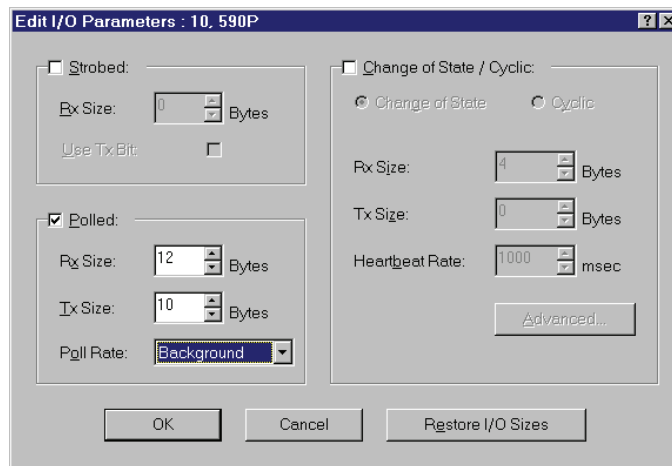 Edit I/O Parameters : 10, 590P
Strobed:
Rx Size: 0 Bytes
Use Tx Bit:
Polled:
Rx Size: 12 Bytes
Tx Size: 10 Bytes
Poll Rate: Background
Change of State / Cyclic:
Change of State Cyclic
Rx Size: 4 Bytes
Tx Size: 0 Bytes
Heartbeat Rate: 1000 msec
Advanced...
OK Cancel Restore I/O Sizes